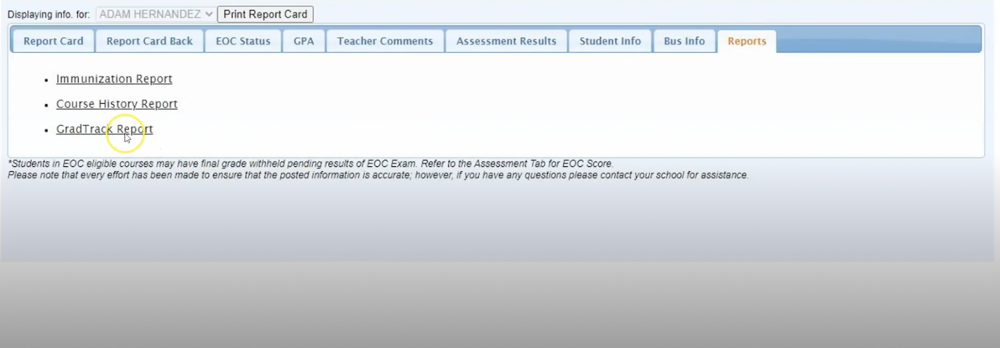 Displaying info. for: ADAM HERNANDEZ Print Report Card
Report Card Report Card Back EOC Status GPA Teacher Comments Assessment Results Student Info Bus Info Reports
• Immunization Report
• Course History Report
• GradTrack Report
*Students in EOC eligible courses may have final grade withheld pending results of EOC Exam. Refer to the Assessment Tab for EOC Score.
Please note that every effort has been made to ensure that the posted information is accurate; however, if you have any questions please contact your school for assistance.